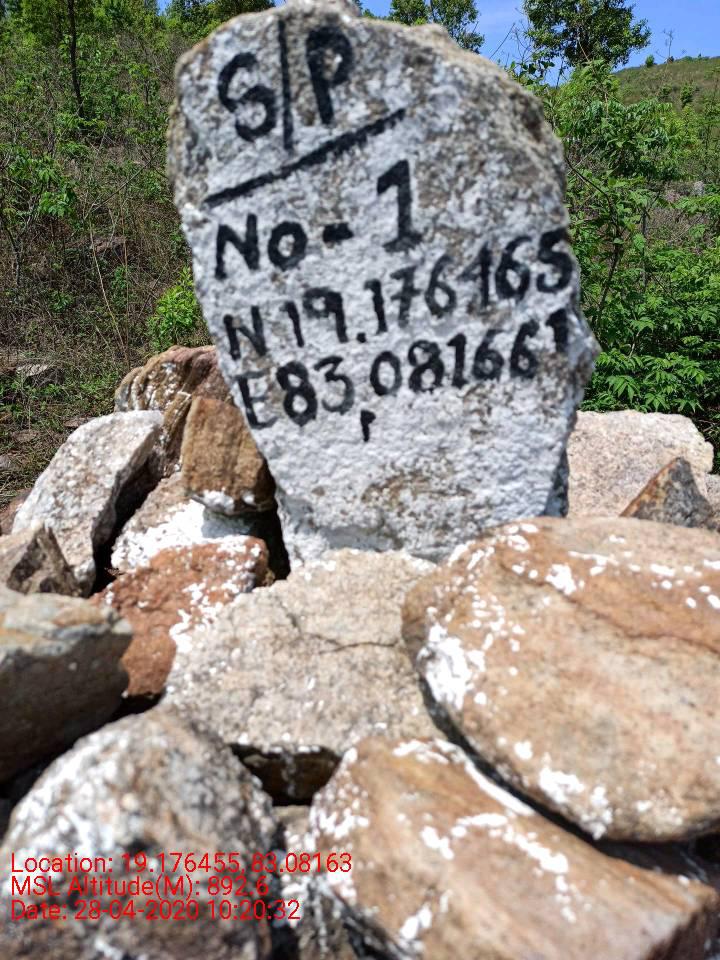 S/P
No-1
N19.176465
E83.081661
Location: 19.176455,83.08163
MSL Altitude(M): 892.6
Date: 28-04-2020 10:20:32